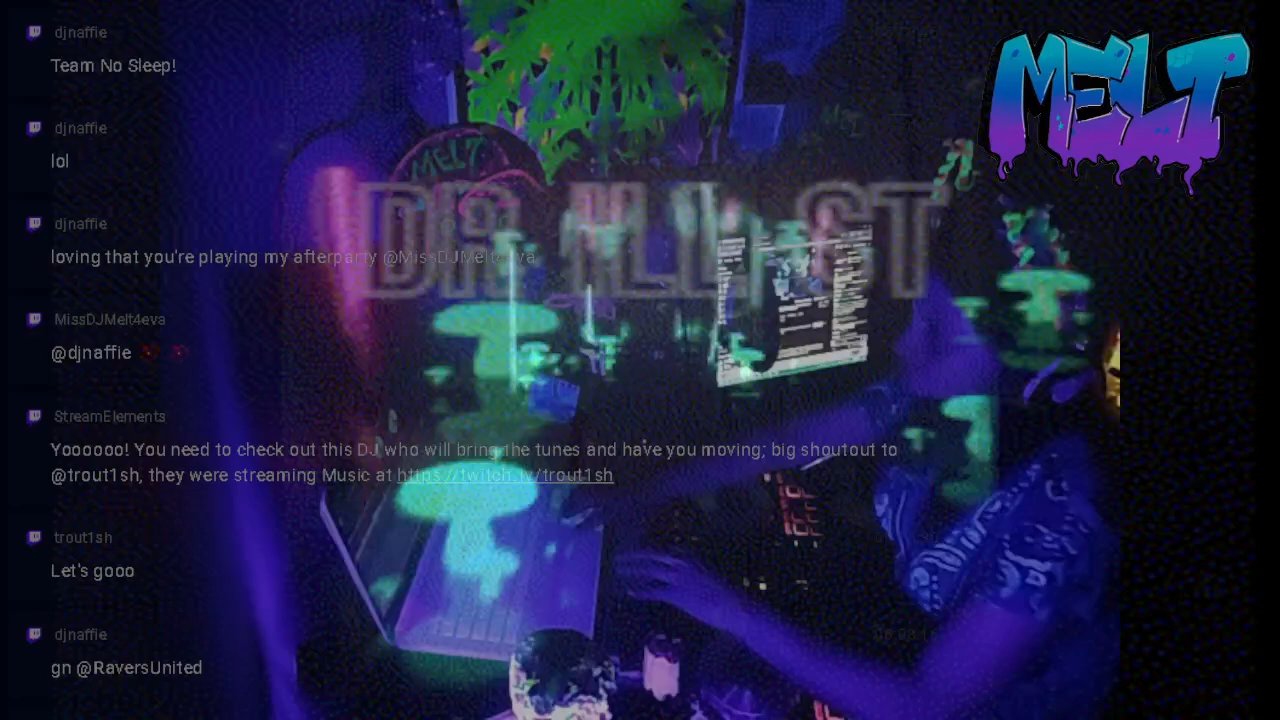 djnaffie
Team No Sleep!
MELT
djnaffie
lol
MELT
djnaffie
loving that you're playing my afterparty @MissDJMelt4eva
MissDJMelt4eva
@djnaffie
StreamElements
Yoooooo! You need to check out this DJ who will bring the tunes and have you moving; big shoutout to
@trout1sh, they were streaming Music at https://twitch.tv/trout1sh
trout1sh
Let's gooo
djnaffie
gn @RaversUnited